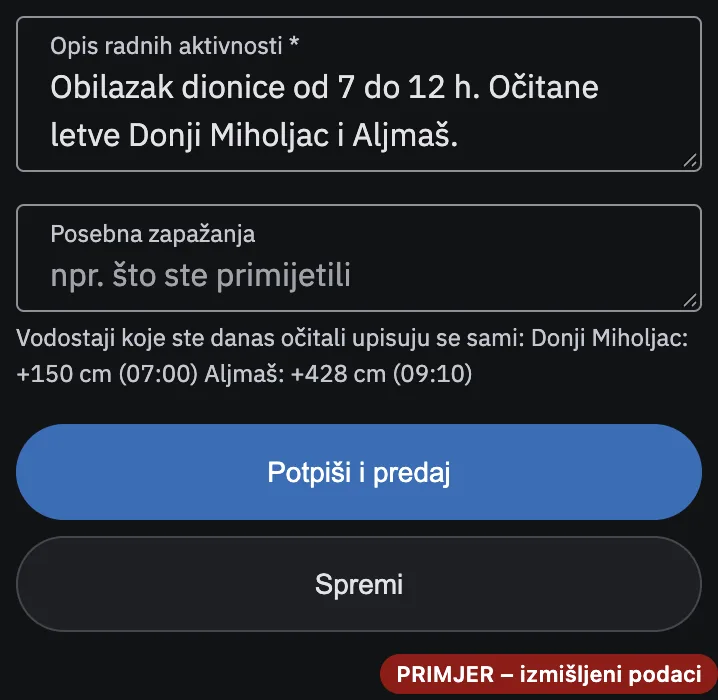 Opis radnih aktivnosti *
Obilazak dionice od 7 do 12 h. Očitane
letve Donji Miholjac i Aljmaš.
Posebna zapažanja
npr. što ste primijetili
Vodostaji koje ste danas očitali upisuju se sami: Donji Miholjac:
+150 cm (07:00) Aljmaš: +428 cm (09:10)
Potpiši i predaj
Spremi
PRIMJER – izmišljeni podaci